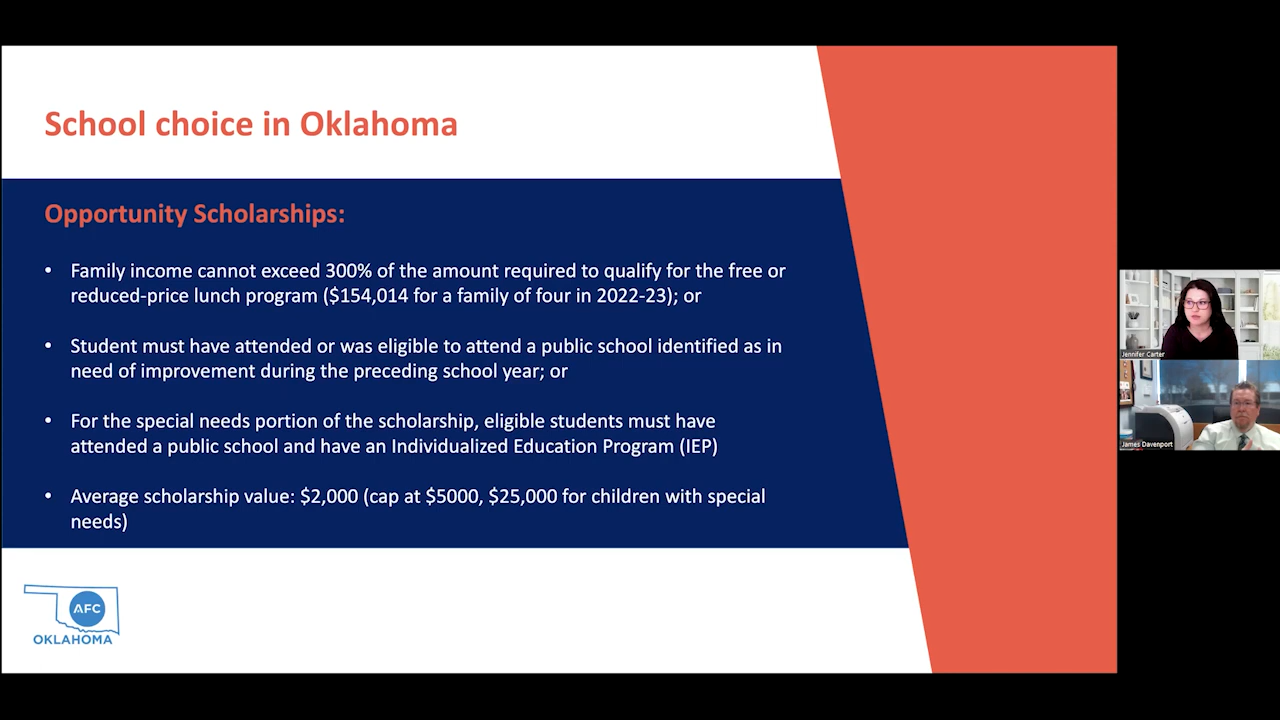 School choice in Oklahoma
Opportunity Scholarships:
• Family income cannot exceed 300% of the amount required to qualify for the free or
reduced-price lunch program ($154,014 for a family of four in 2022-23); or
• Student must have attended or was eligible to attend a public school identified as in
need of improvement during the preceding school year; or
• For the special needs portion of the scholarship, eligible students must have
attended a public school and have an Individualized Education Program (IEP)
• Average scholarship value: $2,000 (cap at $5000, $25,000 for children with special
needs)
AFC
OKLAHOMA
Jennifer Carter
James Davenport